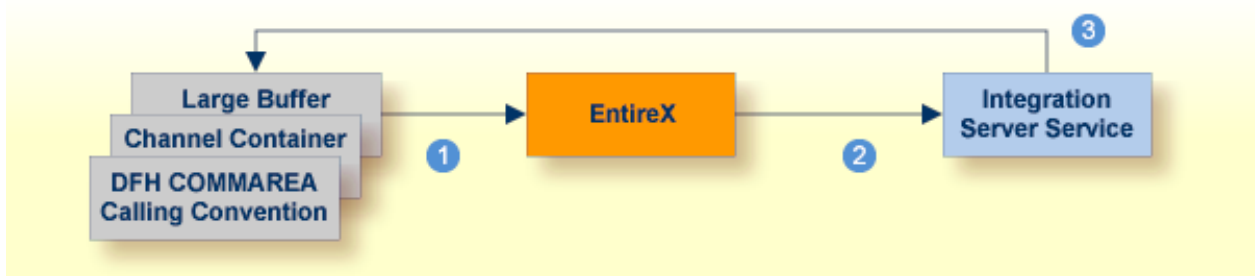 3
Large Buffer
Channel Container
DFH COMMAREA
Calling Convention
1
EntireX
2
Integration
Server Service